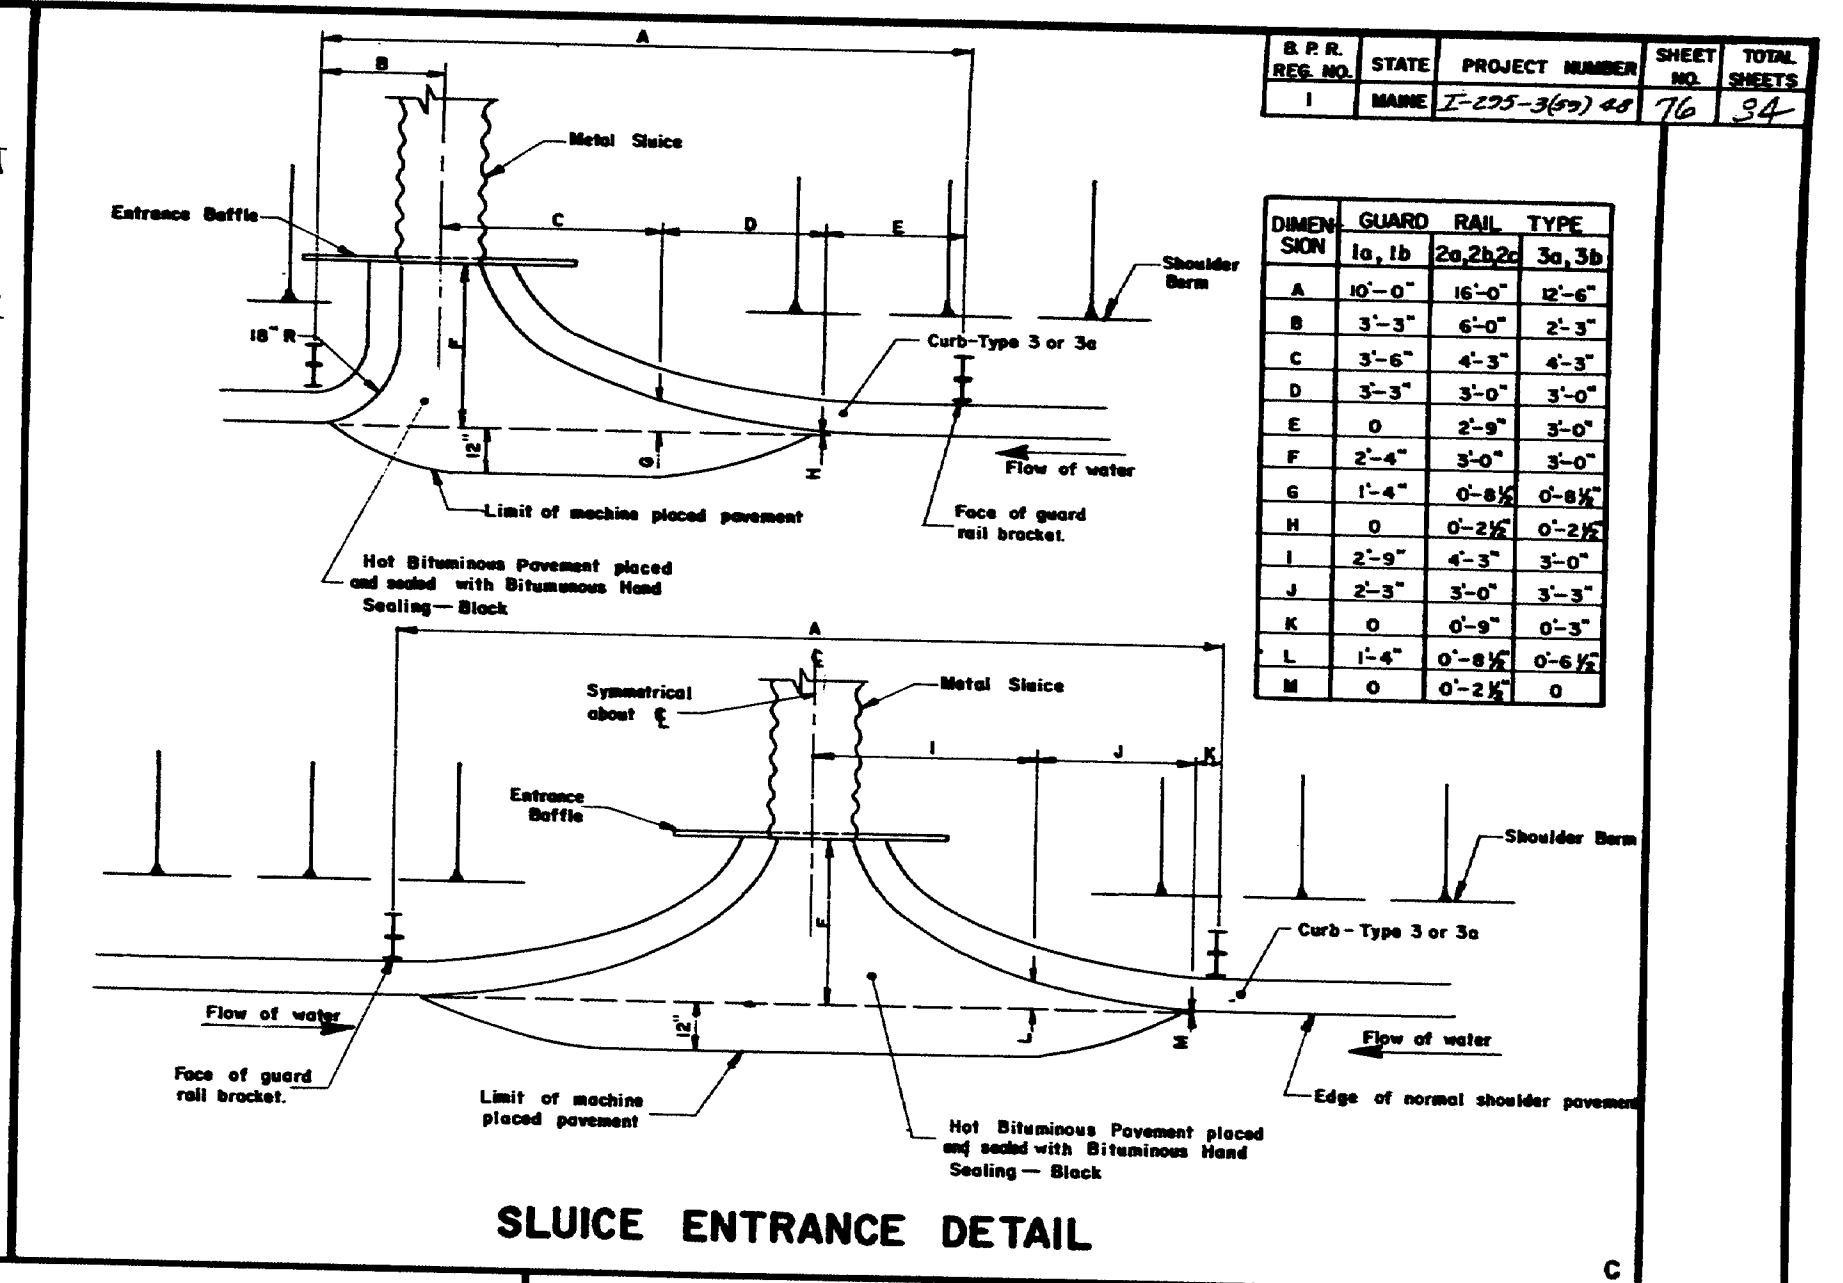 B. P. R.
REG. NO.
STATE
PROJECT NUMBER
SHEET
NO.
TOTAL
SHEETS
1
MAINE
I-295-3(59) 48
76
94
A
B
Metal Sluice
Entrance Baffle
C
D
E
Shoulder
Berm
18" R
F
Curb-Type 3 or 3a
12"
G
H
Flow of water
Limit of machine placed pavement
Face of guard
rail bracket.
Hot Bituminous Pavement placed
and sealed with Bitumunous Hand
Sealing — Black
DIMEN-
SION
GUARD RAIL TYPE
1a, 1b 2a,2b,2c 3a, 3b
A 10'-0" 16'-0" 12'-6"
B 3'-3" 6'-0" 2'-3"
C 3'-6" 4'-3" 4'-3"
D 3'-3" 3'-0" 3'-0"
E 0 2'-9" 3'-0"
F 2'-4" 3'-0" 3'-0"
G 1'-4" 0'-8½" 0'-8½"
H 0 0'-2½" 0'-2½"
I 2'-9" 4'-3" 3'-0"
J 2'-3" 3'-0" 3'-3"
K 0 0'-9" 0'-3"
L 1'-4" 0'-8½" 0'-6½"
M 0 0'-2½" 0
A
℄
Symmetrical
about ℄
Metal Sluice
I
J
K
Entrance
Baffle
Shoulder Berm
F
Curb - Type 3 or 3a
Flow of water
12"
L
M
Flow of water
Face of guard
rail bracket.
Limit of machine
placed pavement
Edge of normal shoulder pavement
Hot Bituminous Pavement placed
and sealed with Bituminous Hand
Sealing — Black
SLUICE ENTRANCE DETAIL
C